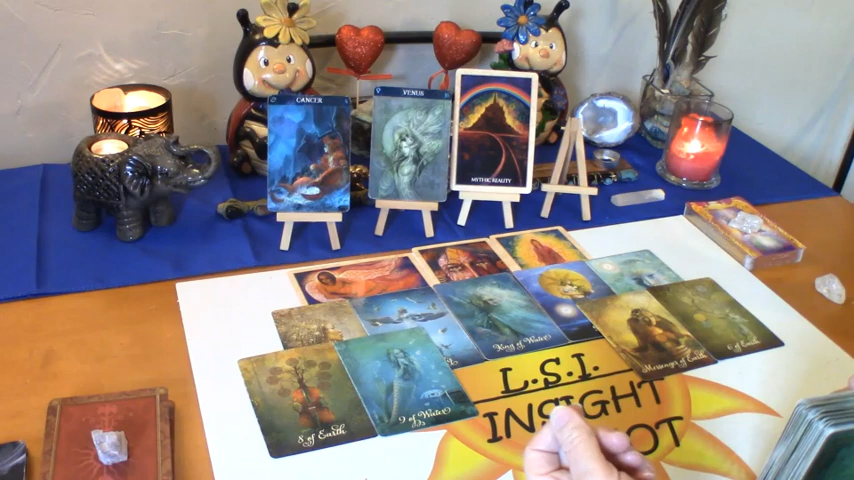 CANCER
VENUS
MYTHIC REALITY
King of Water
Messenger of Earth
6 of Earth
8 of Earth
9 of Water
L.S.I.
INSIGHT
OT